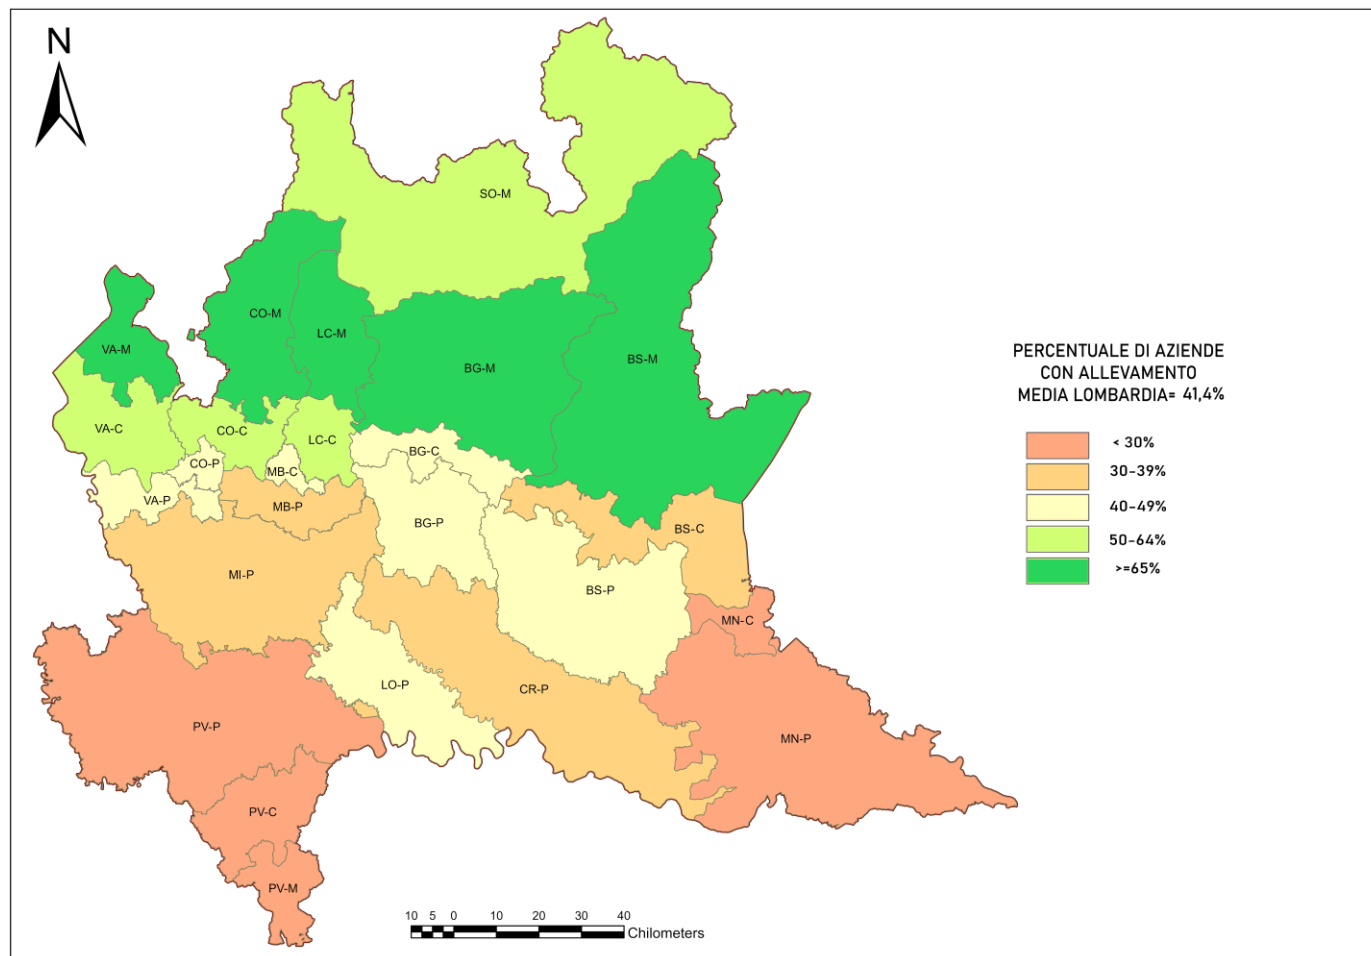 N
SO-M
CO-M
LC-M
VA-M
BG-M
BS-M
VA-C
CO-C
LC-C
BG-C
CO-P
MB-C
VA-P
MB-P
BG-P
BS-C
MI-P
BS-P
MN-C
LO-P
CR-P
PV-P
MN-P
PV-C
PV-M
PERCENTUALE DI AZIENDE
CON ALLEVAMENTO
MEDIA LOMBARDIA= 41,4%
< 30%
30-39%
40-49%
50-64%
>=65%
10 5 0 10 20 30 40
Chilometers